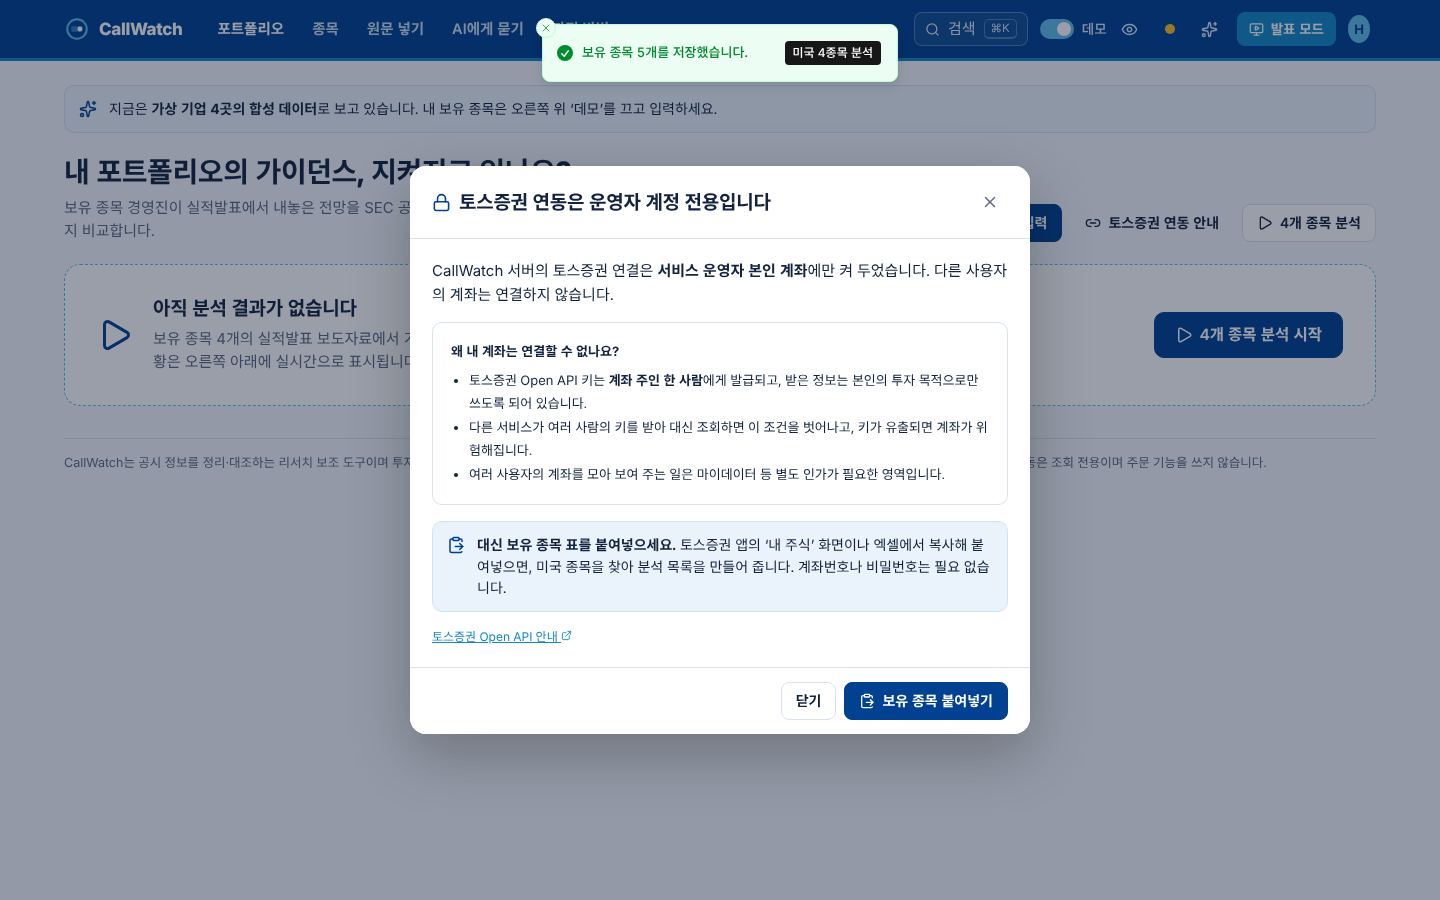 CallWatch
포트폴리오
종목
원문 넣기
AI에게 묻기
검색
⌘K
데모
발표 모드
H
보유 종목 5개를 저장했습니다.
미국 4종목 분석
지금은 가상 기업 4곳의 합성 데이터로 보고 있습니다. 내 보유 종목은 오른쪽 위 ‘데모’를 끄고 입력하세요.
내 포트폴리오의 가이던스,
보유 종목 경영진이 실적발표에서 내놓은 전망을 SEC
지 비교합니다.
토스증권 연동 안내
4개 종목 분석
아직 분석 결과가 없습니다
보유 종목 4개의 실적발표 보도자료에서
황은 오른쪽 아래에 실시간으로 표시됩니다
4개 종목 분석 시작
CallWatch는 공시 정보를 정리·대조하는 리서치 보조 도구이며
조회 전용이며 주문 기능을 쓰지 않습니다.
토스증권 연동은 운영자 계정 전용입니다
CallWatch 서버의 토스증권 연결은 서비스 운영자 본인 계좌에만 켜 두었습니다. 다른 사용자
의 계좌는 연결하지 않습니다.
왜 내 계좌는 연결할 수 없나요?
• 토스증권 Open API 키는 계좌 주인 한 사람에게 발급되고, 받은 정보는 본인의 투자 목적으로만
쓰도록 되어 있습니다.
• 다른 서비스가 여러 사람의 키를 받아 대신 조회하면 이 조건을 벗어나고, 키가 유출되면 계좌가 위
험해집니다.
• 여러 사용자의 계좌를 모아 보여 주는 일은 마이데이터 등 별도 인가가 필요한 영역입니다.
대신 보유 종목 표를 붙여넣으세요. 토스증권 앱의 ‘내 주식’ 화면이나 엑셀에서 복사해 붙
여넣으면, 미국 종목을 찾아 분석 목록을 만들어 줍니다. 계좌번호나 비밀번호는 필요 없습
니다.
토스증권 Open API 안내
닫기
보유 종목 붙여넣기